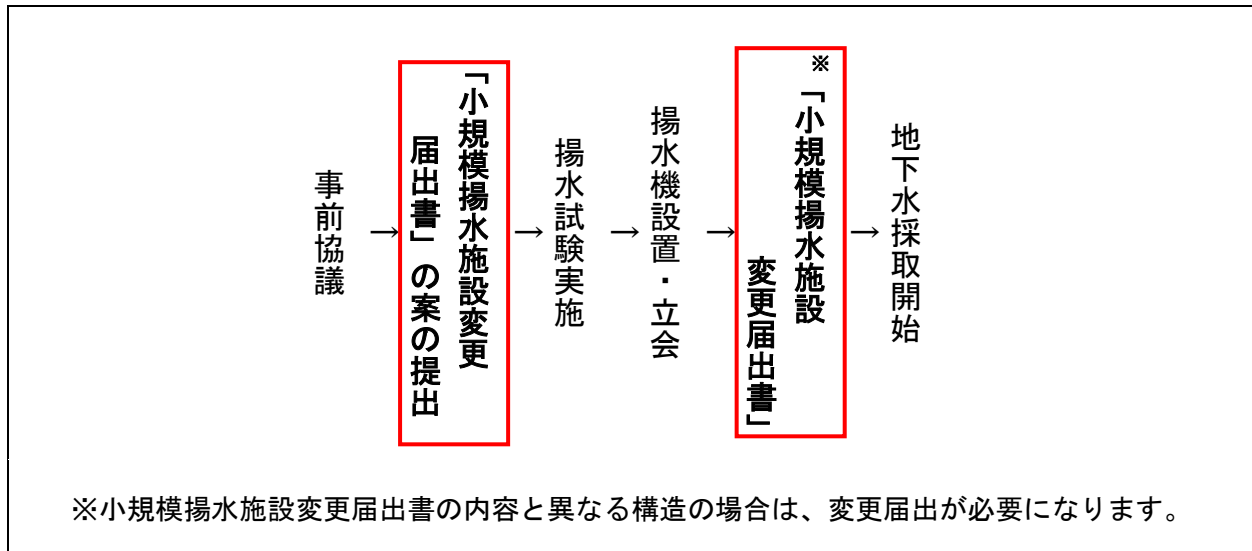 事前協議
→
「小規模揚水施設変更
届出書」の案の提出
→
揚水試験実施
→
揚水機設置・立会
→
※「小規模揚水施設
変更届出書」
→
地下水採取開始
※小規模揚水施設変更届出書の内容と異なる構造の場合は、変更届出が必要になります。